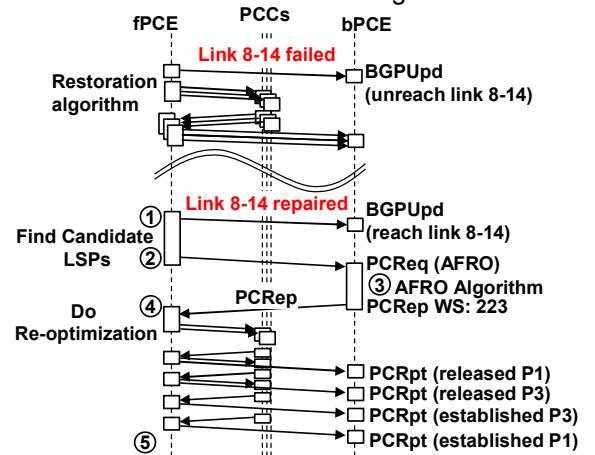 fPCE PCCs bPCE
Link 8-14 failed
Restoration
algorithm
BGPUpd
(unreach link 8-14)
Link 8-14 repaired
① BGPUpd
(reach link 8-14)
Find Candidate
LSPs
② PCReq (AFRO)
③ AFRO Algorithm
PCRep
PCRep WS: 223
④ Do
Re-optimization
PCRpt (released P1)
PCRpt (released P3)
PCRpt (established P3)
⑤ PCRpt (established P1)